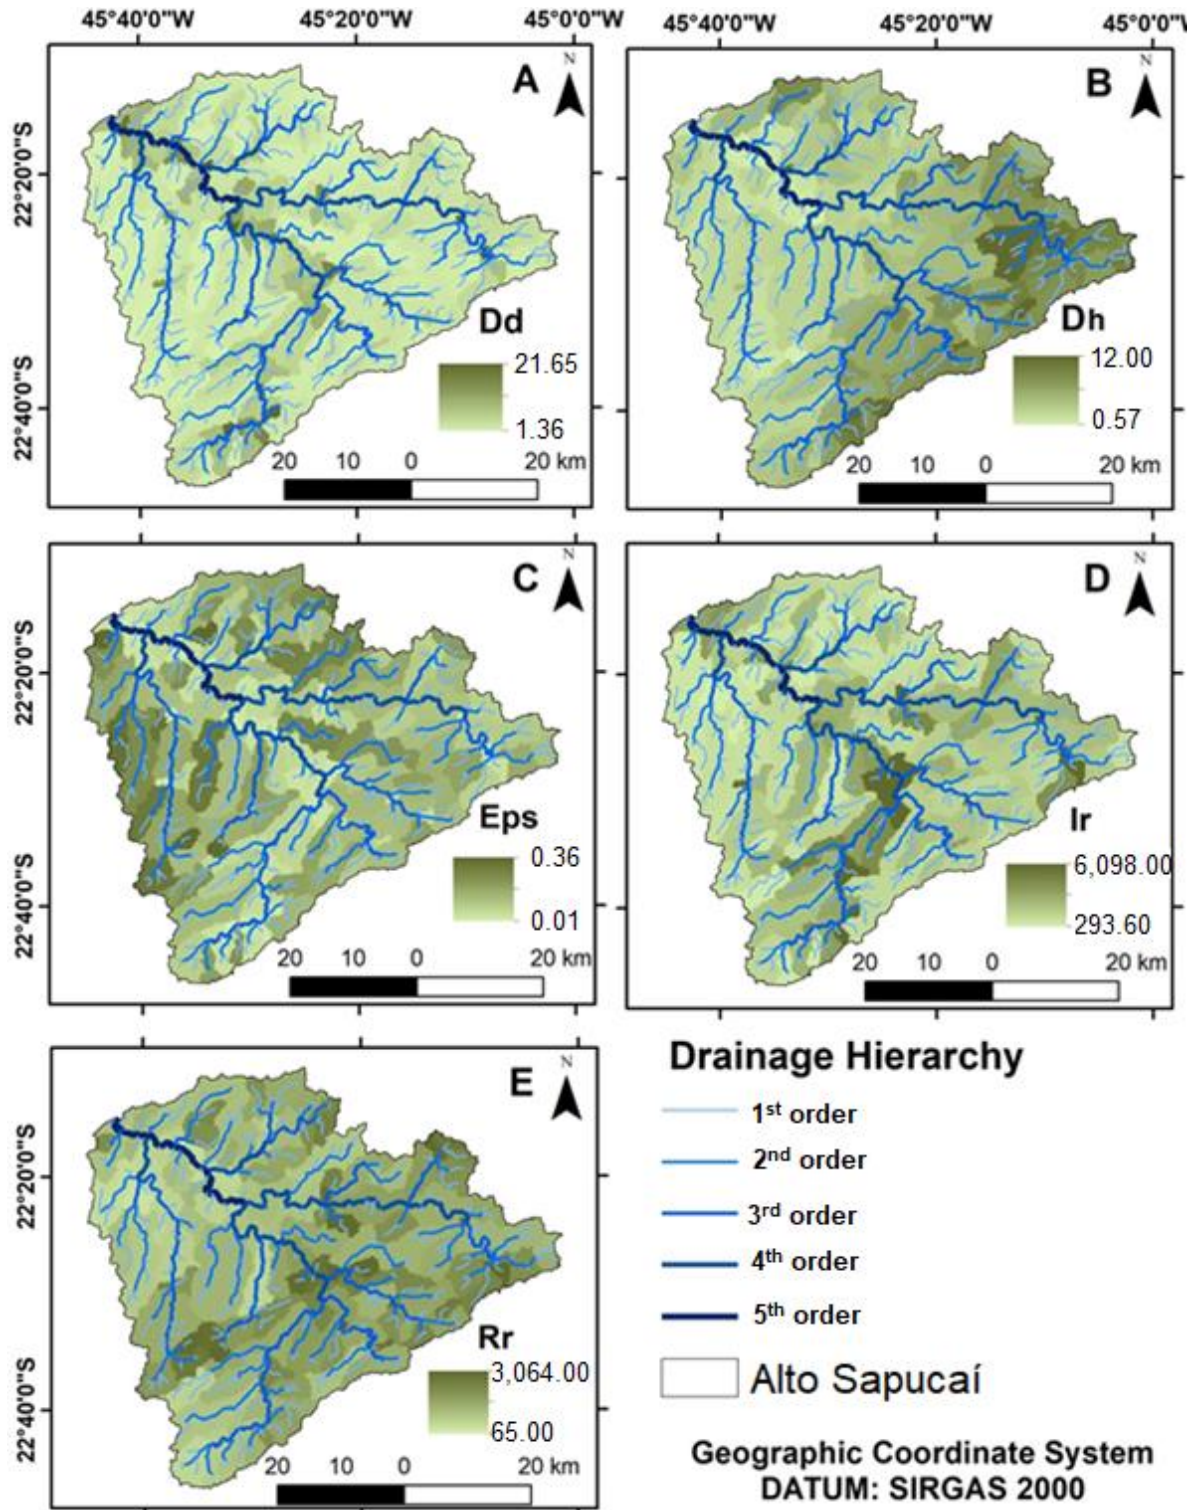 45°40'0"W 45°20'0"W 45°0'0"W
45°40'0"W 45°20'0"W 45°0'0"W
N
A
22°20'0"S
22°40'0"S
Dd
21.65
1.36
20 10 0 20 km
N
B
Dh
12.00
0.57
20 10 0 20 km
N
C
22°20'0"S
22°40'0"S
Eps
0.36
0.01
20 10 0 20 km
N
D
Ir
6,098.00
293.60
20 10 0 20 km
N
E
22°20'0"S
22°40'0"S
Rr
3,064.00
65.00
20 10 0 20 km
Drainage Hierarchy
1st order
2nd order
3rd order
4th order
5th order
Alto Sapucaí
Geographic Coordinate System
DATUM: SIRGAS 2000